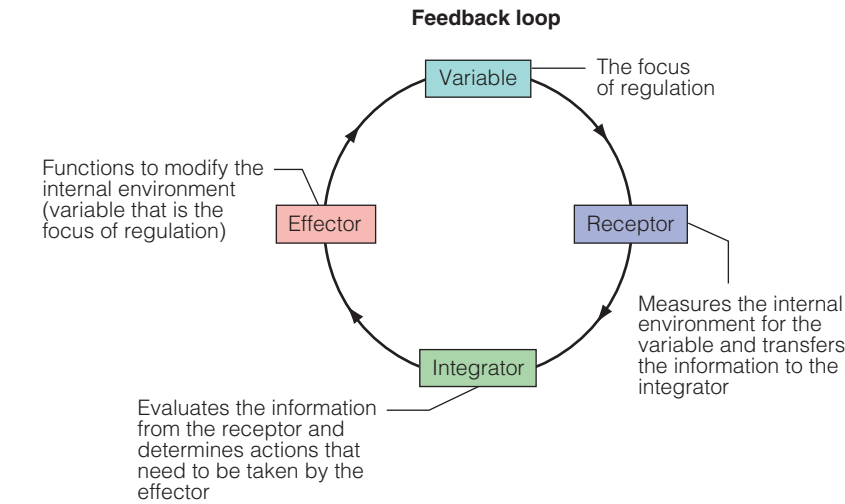 Feedback loop
Variable
The focus
of regulation
Functions to modify the
internal environment
(variable that is the
focus of regulation)
Effector
Receptor
Measures the internal
environment for the
variable and transfers
the information to the
integrator
Integrator
Evaluates the information
from the receptor and
determines actions that
need to be taken by the
effector